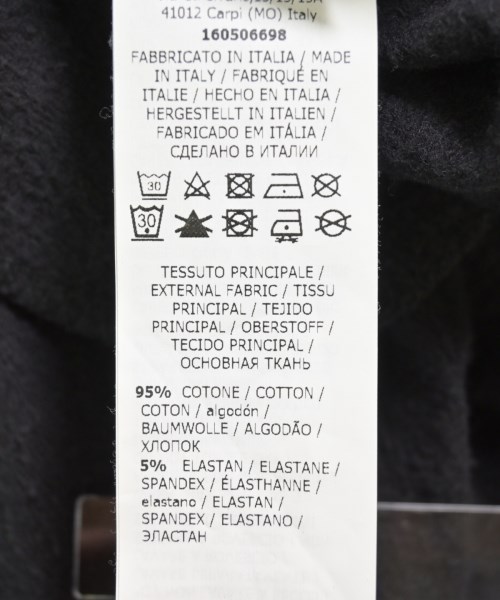 41012 Carpi (MO) Italy
160506698
FABBRICATO IN ITALIA / MADE
IN ITALY / FABRIQUÉ EN
ITALIE / HECHO EN ITALIA /
HERGESTELLT IN ITALIEN /
FABRICADO EM ITÁLIA /
СДЕЛАНО В ИТАЛИИ
30
30
TESSUTO PRINCIPALE /
EXTERNAL FABRIC / TISSU
PRINCIPAL / TEJIDO
PRINCIPAL / OBERSTOFF /
TECIDO PRINCIPAL /
ОСНОВНАЯ ТКАНЬ
95% COTONE / COTTON /
COTON / algodón /
BAUMWOLLE / ALGODÃO /
ХЛОПОК
5% ELASTAN / ELASTANE /
SPANDEX / ÉLASTHANNE /
elastano / ELASTAN /
SPANDEX / ELASTANO /
ЭЛАСТАН